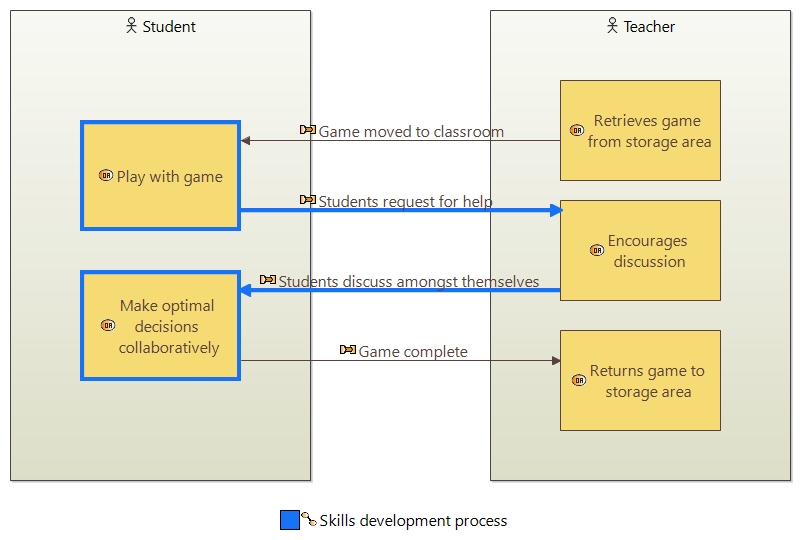 Student
Teacher
Retrieves game
from storage area
Game moved to classroom
Play with game
Students request for help
Encourages
discussion
Students discuss amongst themselves
Make optimal
decisions
collaboratively
Game complete
Returns game to
storage area
Skills development process